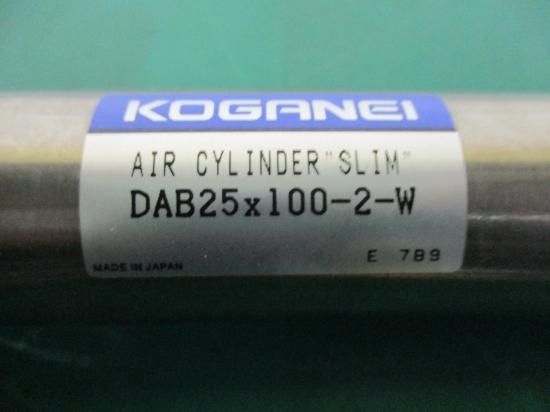 KOGANEI
AIR CYLINDER "SLIM"
DAB25x100-2-W
E 7B9
MADE IN JAPAN